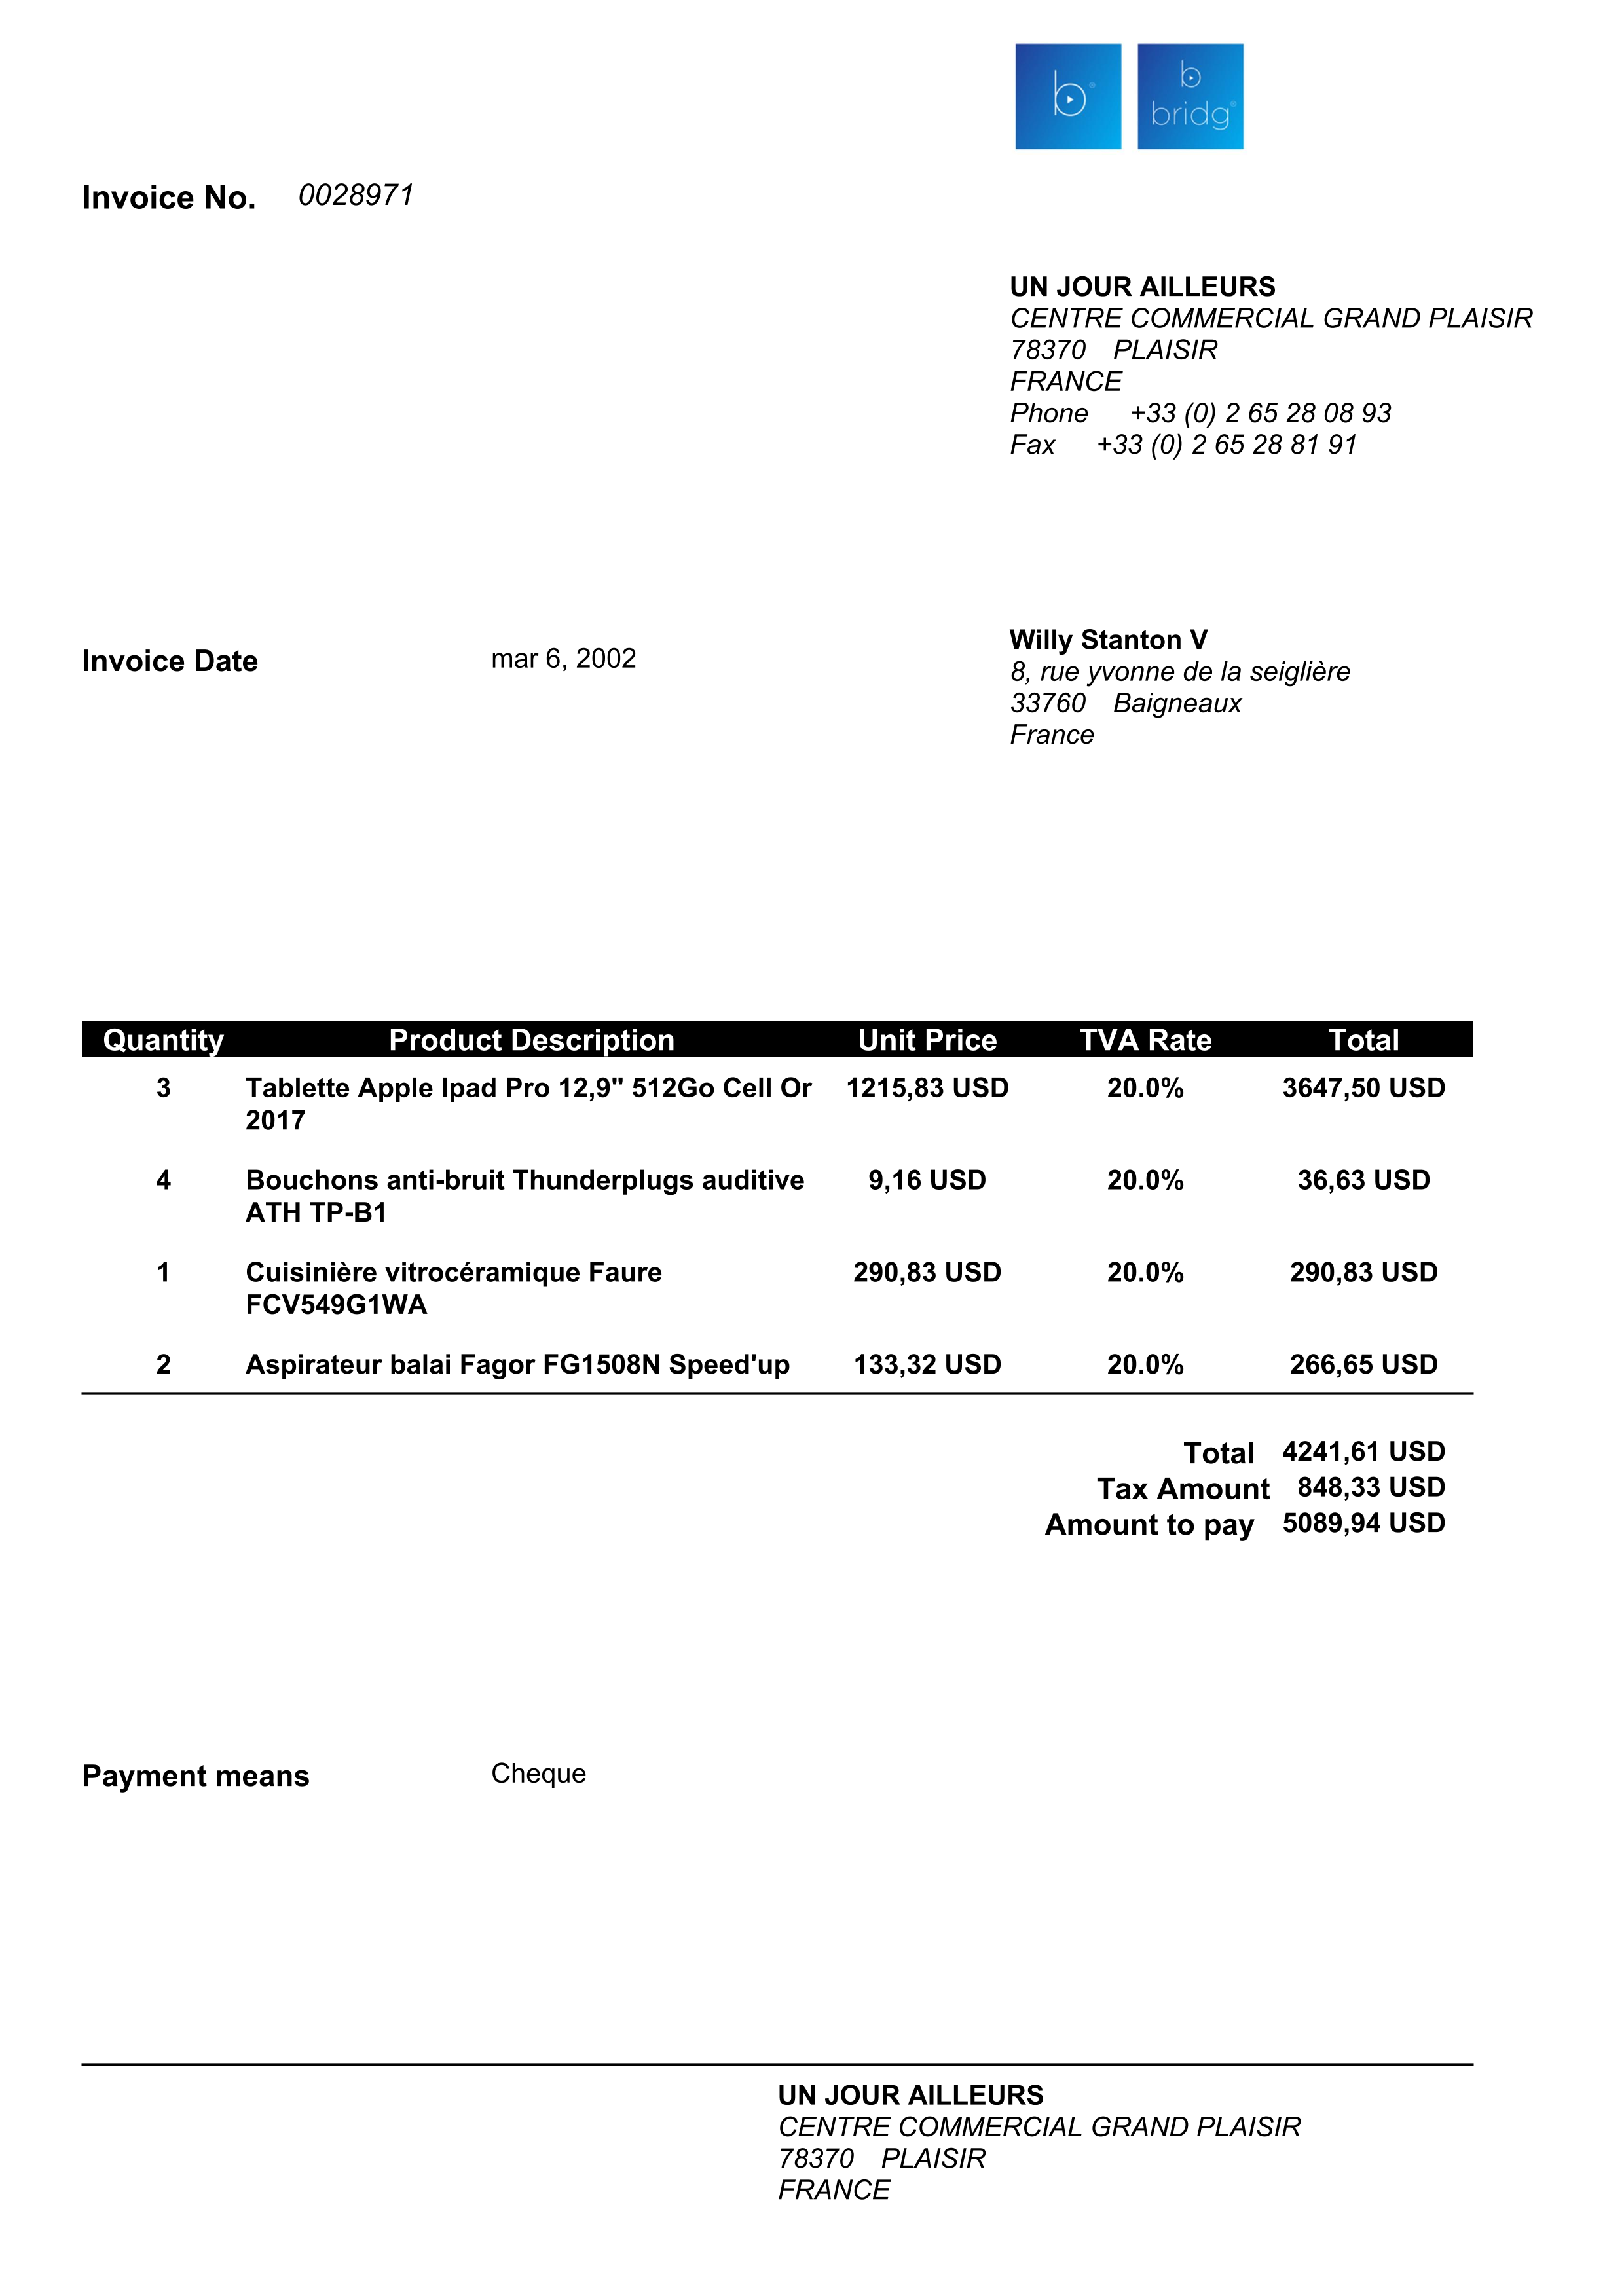 b®
b
bridg®
Invoice No. 0028971
UN JOUR AILLEURS
CENTRE COMMERCIAL GRAND PLAISIR
78370 PLAISIR
FRANCE
Phone +33 (0) 2 65 28 08 93
Fax +33 (0) 2 65 28 81 91
Willy Stanton V
Invoice Date mar 6, 2002
8, rue yvonne de la seiglière
33760 Baigneaux
France
Quantity Product Description Unit Price TVA Rate Total
3 Tablette Apple Ipad Pro 12,9" 512Go Cell Or 1215,83 USD 20.0% 3647,50 USD
2017
4 Bouchons anti-bruit Thunderplugs auditive 9,16 USD 20.0% 36,63 USD
ATH TP-B1
1 Cuisinière vitrocéramique Faure 290,83 USD 20.0% 290,83 USD
FCV549G1WA
2 Aspirateur balai Fagor FG1508N Speed'up 133,32 USD 20.0% 266,65 USD
Total 4241,61 USD
Tax Amount 848,33 USD
Amount to pay 5089,94 USD
Payment means Cheque
UN JOUR AILLEURS
CENTRE COMMERCIAL GRAND PLAISIR
78370 PLAISIR
FRANCE